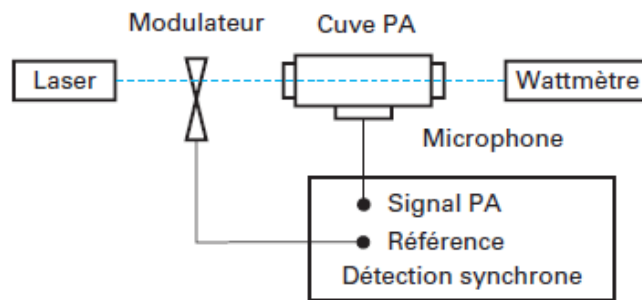 Modulateur
Cuve PA
Laser
Wattmètre
Microphone
Signal PA
Référence
Détection synchrone